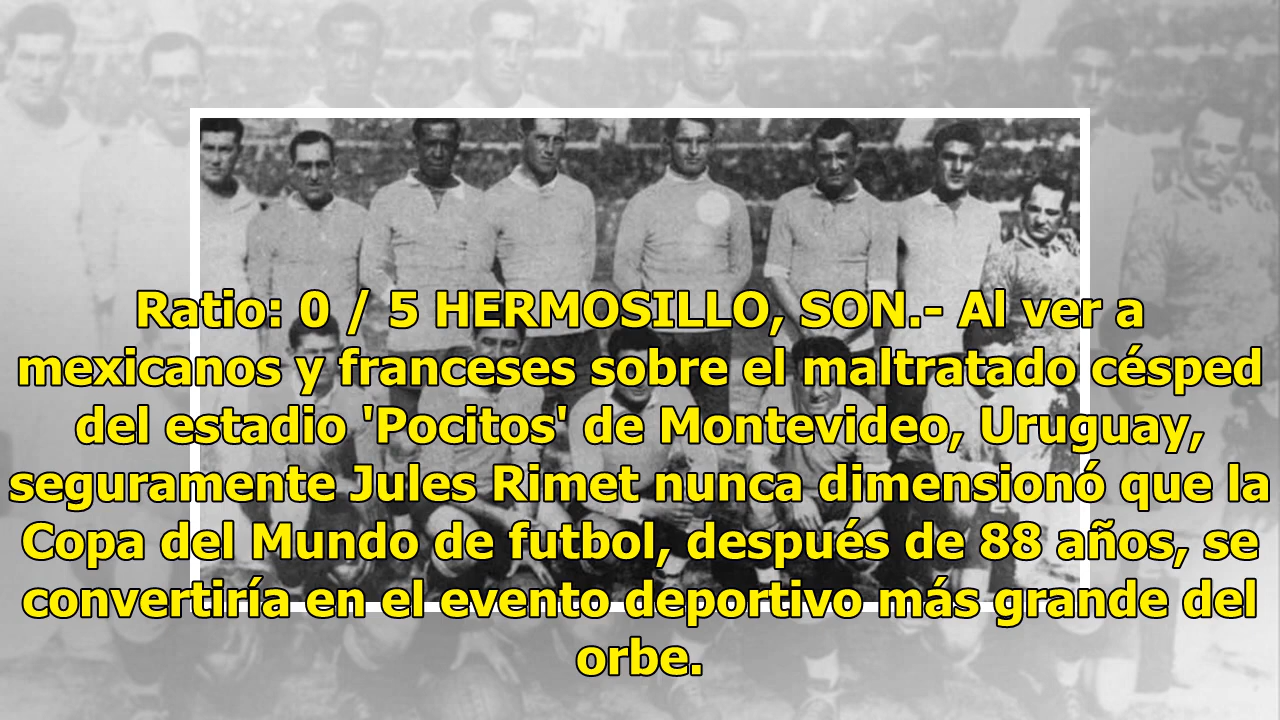 Ratio: 0 / 5 HERMOSILLO, SON.- Al ver a
mexicanos y franceses sobre el maltratado césped
del estadio 'Pocitos' de Montevideo, Uruguay,
seguramente Jules Rimet nunca dimensionó que la
Copa del Mundo de futbol, después de 88 años, se
convertiría en el evento deportivo más grande del
orbe.